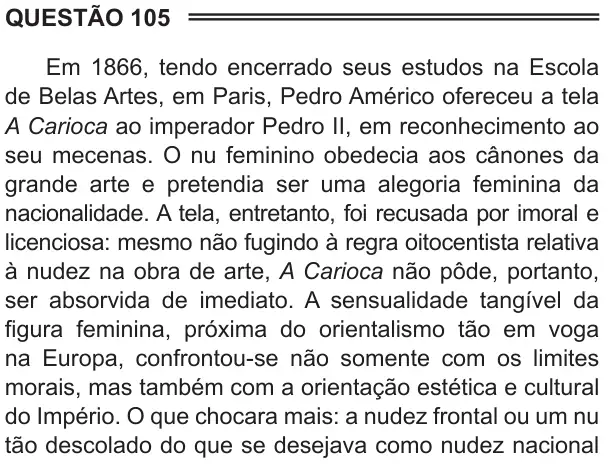 QUESTÃO 105
Em 1866, tendo encerrado seus estudos na Escola
de Belas Artes, em Paris, Pedro Américo ofereceu a tela
A Carioca ao imperador Pedro II, em reconhecimento ao
seu mecenas. O nu feminino obedecia aos cânones da
grande arte e pretendia ser uma alegoria feminina da
nacionalidade. A tela, entretanto, foi recusada por imoral e
licenciosa: mesmo não fugindo à regra oitocentista relativa
à nudez na obra de arte, A Carioca não pôde, portanto,
ser absorvida de imediato. A sensualidade tangível da
figura feminina, próxima do orientalismo tão em voga
na Europa, confrontou-se não somente com os limites
morais, mas também com a orientação estética e cultural
do Império. O que chocara mais: a nudez frontal ou um nu
tão descolado do que se desejava como nudez nacional